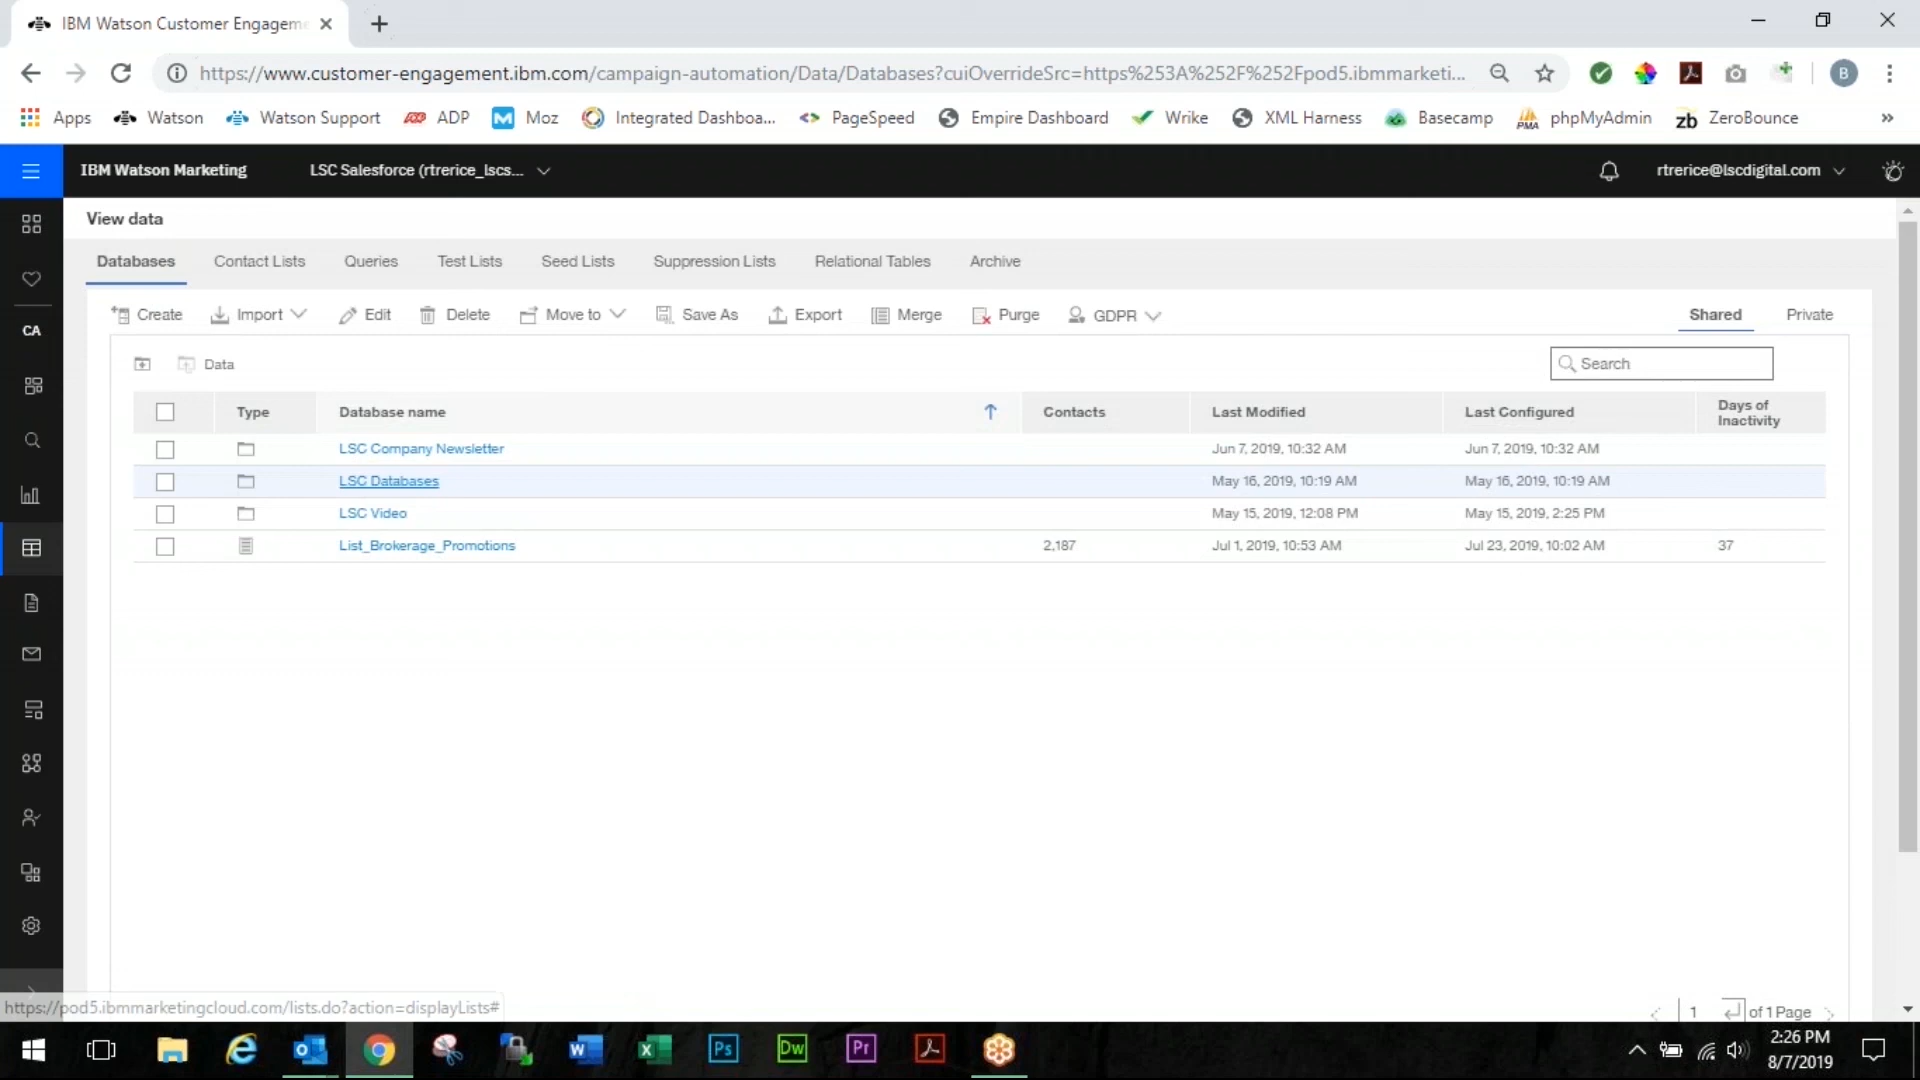 IBM Watson Customer Engageme
https://www.customer-engagement.ibm.com/campaign-automation/Data/Databases?cuiOverrideSrc=https%253A%252F%252Fpod5.ibmmarketi...
B
Apps Watson Watson Support ADP Moz Integrated Dashboa... PageSpeed Empire Dashboard Wrike XML Harness Basecamp phpMyAdmin zb ZeroBounce »
IBM Watson Marketing LSC Salesforce (rtrerice_lscs... rtrerice@lscdigital.com
View data
Databases Contact Lists Queries Test Lists Seed Lists Suppression Lists Relational Tables Archive
Create Import Edit Delete Move to Save As Export Merge Purge GDPR Shared Private
CA
Data Search
Type Database name Contacts Last Modified Last Configured Days of Inactivity
LSC Company Newsletter Jun 7, 2019, 10:32 AM Jun 7, 2019, 10:32 AM
LSC Databases May 16, 2019, 10:19 AM May 16, 2019, 10:19 AM
LSC Video May 15, 2019, 12:08 PM May 15, 2019, 2:25 PM
List_Brokerage_Promotions 2,187 Jul 1, 2019, 10:53 AM Jul 23, 2019, 10:02 AM 37
https://pod5.ibmmarketingcloud.com/lists.do?action=displayLists#
1 of 1 Page
Ps Dw Pr
2:26 PM
8/7/2019